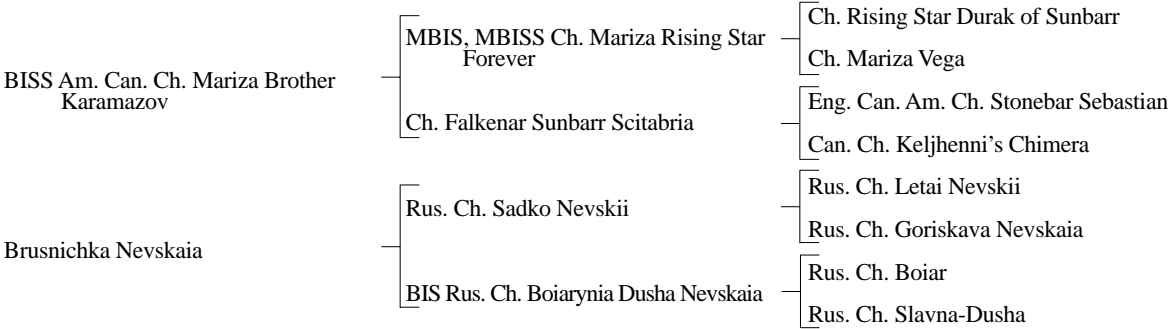 BISS Am. Can. Ch. Mariza Brother
Karamazov
MBIS, MBISS Ch. Mariza Rising Star
Forever
Ch. Rising Star Durak of Sunbarr
Ch. Mariza Vega
Ch. Falkenar Sunbarr Scitabria
Eng. Can. Am. Ch. Stonebar Sebastian
Can. Ch. Keljhenni’s Chimera
Brusnichka Nevskaia
Rus. Ch. Sadko Nevskii
Rus. Ch. Letai Nevskii
Rus. Ch. Goriskava Nevskaia
BIS Rus. Ch. Boiarynia Dusha Nevskaia
Rus. Ch. Boiar
Rus. Ch. Slavna-Dusha